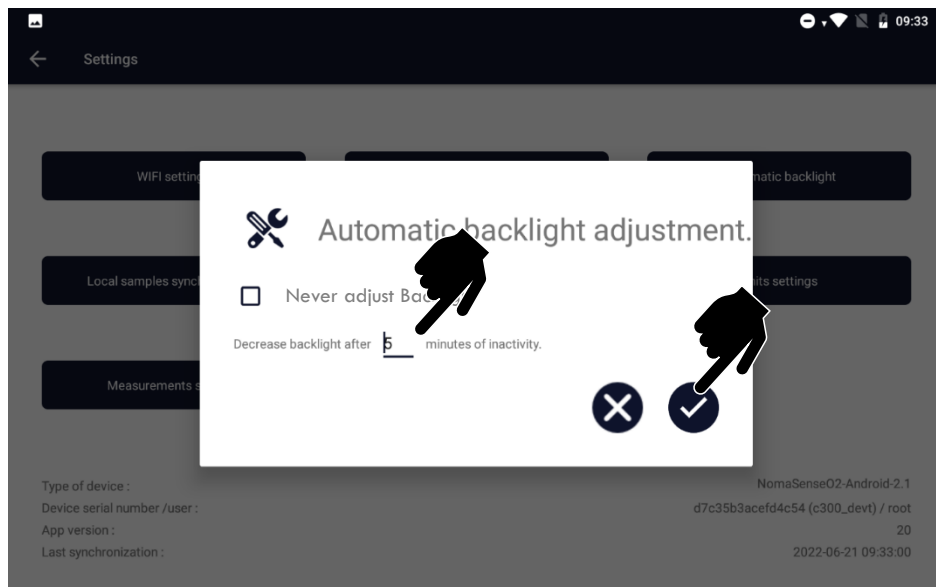 09:33
Settings
WIFI setting
matic backlight
Automatic backlight adjustment.
Local samples syncl
its settings
Never adjust
Decrease backlight after 5 minutes of inactivity.
Measurements s
Type of device :
NomaSenseO2-Android-2.1
Device serial number /user :
d7c35b3acefd4c54 (c300_devt) / root
App version :
20
Last synchronization :
2022-06-21 09:33:00